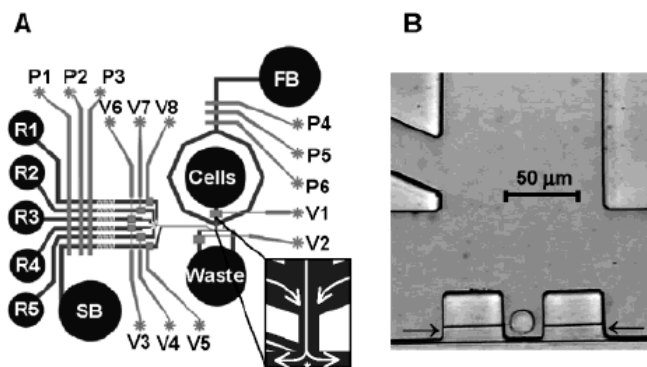 A
B
P1 P2 P3
V6 V7 V8
FB
P4
P5
P6
R1
R2
R3
R4
R5
Cells
V1
V2
Waste
SB
V3 V4 V5
50 µm